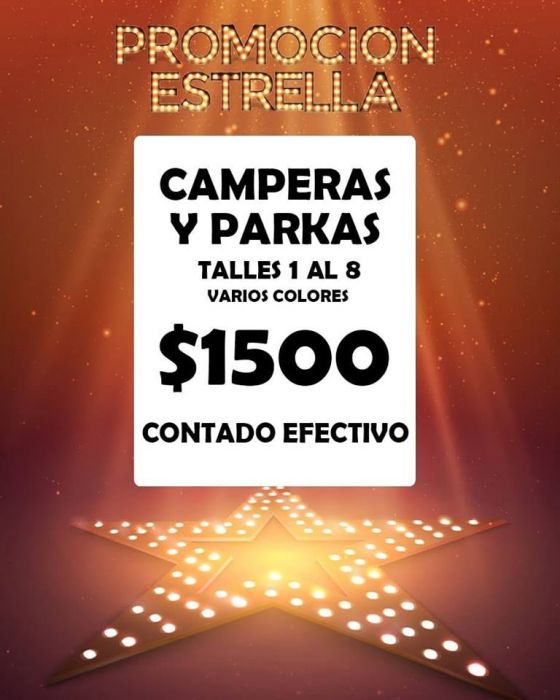 PROMOCION
ESTRELLA
CAMPERAS
Y PARKAS
TALLES 1 AL 8
VARIOS COLORES
$1500
CONTADO EFECTIVO